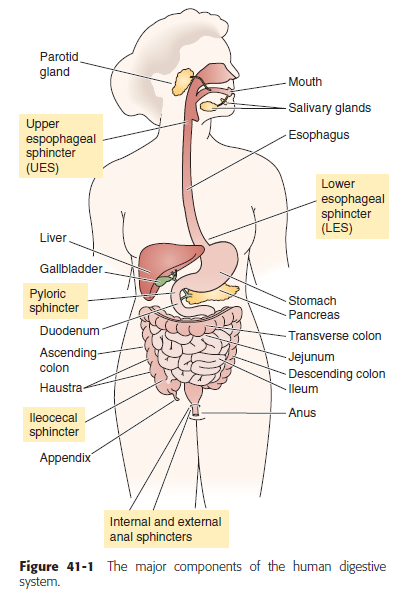 Parotid
gland
Mouth
Salivary glands
Upper
espophageal
sphincter
(UES)
Esophagus
Lower
esophageal
sphincter
(LES)
Liver
Gallbladder
Pyloric
sphincter
Stomach
Pancreas
Duodenum
Transverse colon
Ascending
colon
Jejunum
Descending colon
Haustra
Ileum
Ileocecal
sphincter
Anus
Appendix
Internal and external
anal sphincters
Figure 41-1 The major components of the human digestive
system.